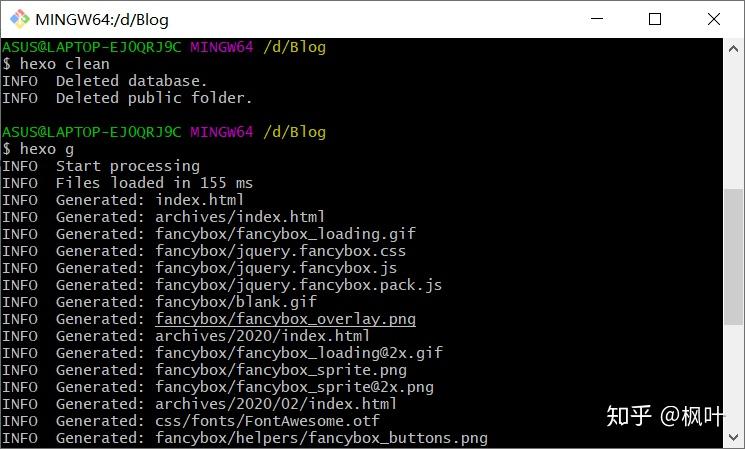 MINGW64:/d/Blog
ASUS@LAPTOP-EJ0QRJ9C MINGW64 /d/Blog
$ hexo clean
INFO  Deleted database.
INFO  Deleted public folder.
ASUS@LAPTOP-EJ0QRJ9C MINGW64 /d/Blog
$ hexo g
INFO  Start processing
INFO  Files loaded in 155 ms
INFO  Generated: index.html
INFO  Generated: archives/index.html
INFO  Generated: fancybox/fancybox_loading.gif
INFO  Generated: fancybox/jquery.fancybox.css
INFO  Generated: fancybox/jquery.fancybox.js
INFO  Generated: fancybox/jquery.fancybox.pack.js
INFO  Generated: fancybox/blank.gif
INFO  Generated: fancybox/fancybox_overlay.png
INFO  Generated: archives/2020/index.html
INFO  Generated: fancybox/fancybox_loading@2x.gif
INFO  Generated: fancybox/fancybox_sprite.png
INFO  Generated: fancybox/fancybox_sprite@2x.png
INFO  Generated: archives/2020/02/index.html
INFO  Generated: css/fonts/FontAwesome.otf
INFO  Generated: fancybox/helpers/fancybox_buttons.png
知乎 @枫叶